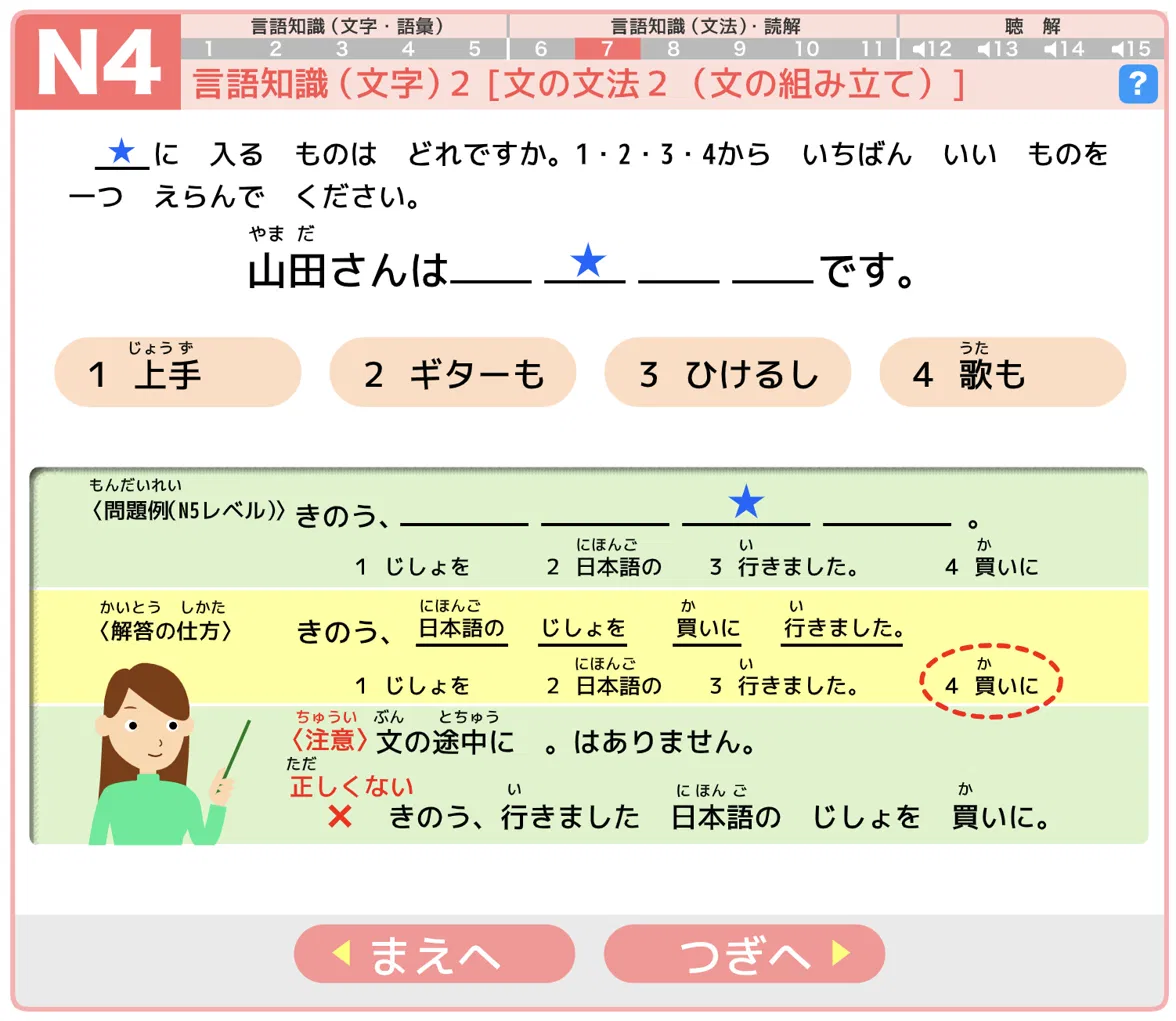 N4
言語知識（文字・語彙） 言語知識（文法）・読解 聴　解
1 2 3 4 5 6 7 8 9 10 11 12 13 14 15
言語知識（文字）2 [文の文法２（文の組み立て）]
?
★に　入る　ものは　どれですか。1・2・3・4から　いちばん　いい　ものを
一つ　えらんで　ください。
やま だ
山田さんは＿＿ ★ ＿＿ ＿＿です。
じょう ず うた
1 上手 2 ギターも 3 ひけるし 4 歌も
もんだいれい
〈問題例(N5レベル)〉 きのう、＿＿ ＿＿ ★ ＿＿ 。
にほんご い か
1 じしょを 2 日本語の 3 行きました。 4 買いに
かいとう しかた にほんご か い
〈解答の仕方〉 きのう、 日本語の じしょを 買いに 行きました。
にほんご い か
1 じしょを 2 日本語の 3 行きました。 4 買いに
ちゅうい ぶん とちゅう
〈注意〉文の途中に　。はありません。
ただ
正しくない
い にほんご か
× きのう、行きました　日本語の　じしょを　買いに。
まえへ つぎへ